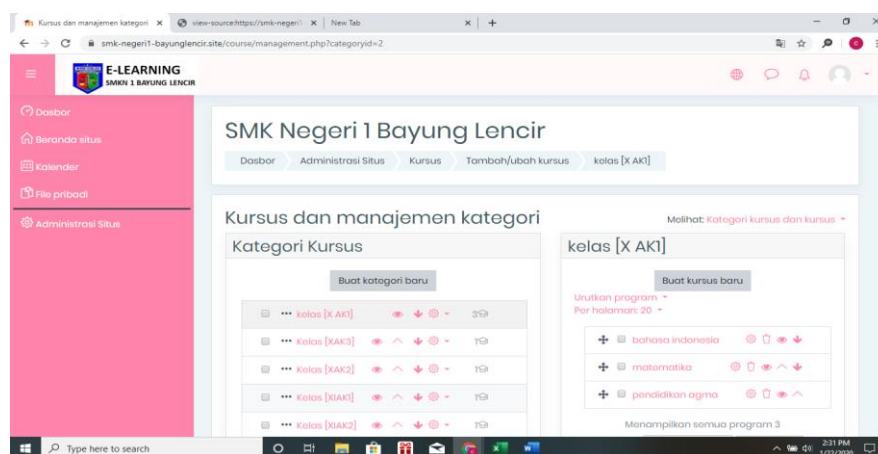 Kursus dan manajemen kategori
view-source:https://smk-negeri1
New Tab
smk-negeri1-bayunglencir.site/course/management.php?categoryid=2
E-LEARNING
SMKN 1 BAYUNG LENCIR
Dasbor
Beranda situs
Kalender
File pribadi
Administrasi Situs
SMK Negeri 1 Bayung Lencir
Dasbor Administrasi Situs Kursus Tambah/ubah kursus kelas [X AK1]
Kursus dan manajemen kategori
Melihat: Kategori kursus dan kursus
Kategori Kursus
Buat kategori baru
kelas [X AK1] 3
Kelas [XAK3] 1
Kelas [XAK2] 1
Kelas [XIAK1] 1
Kelas [XIAK2] 1
kelas [X AK1]
Buat kursus baru
Urutkan program
Per halaman: 20
bahasa indonesia
matematika
pendidikan agma
Menampilkan semua program 3
Type here to search
2:31 PM